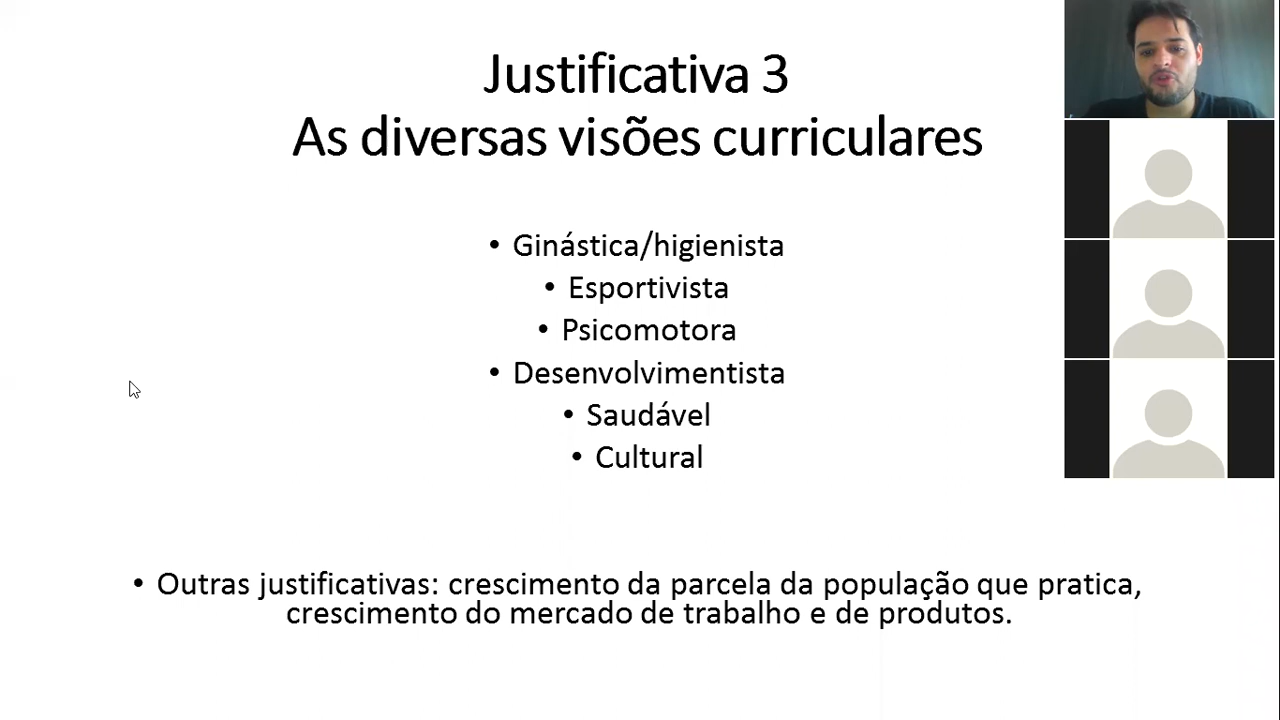 Justificativa 3
As diversas visões curriculares
• Ginástica/higienista
• Esportivista
• Psicomotora
• Desenvolvimentista
• Saudável
• Cultural
• Outras justificativas: crescimento da parcela da população que pratica,
crescimento do mercado de trabalho e de produtos.